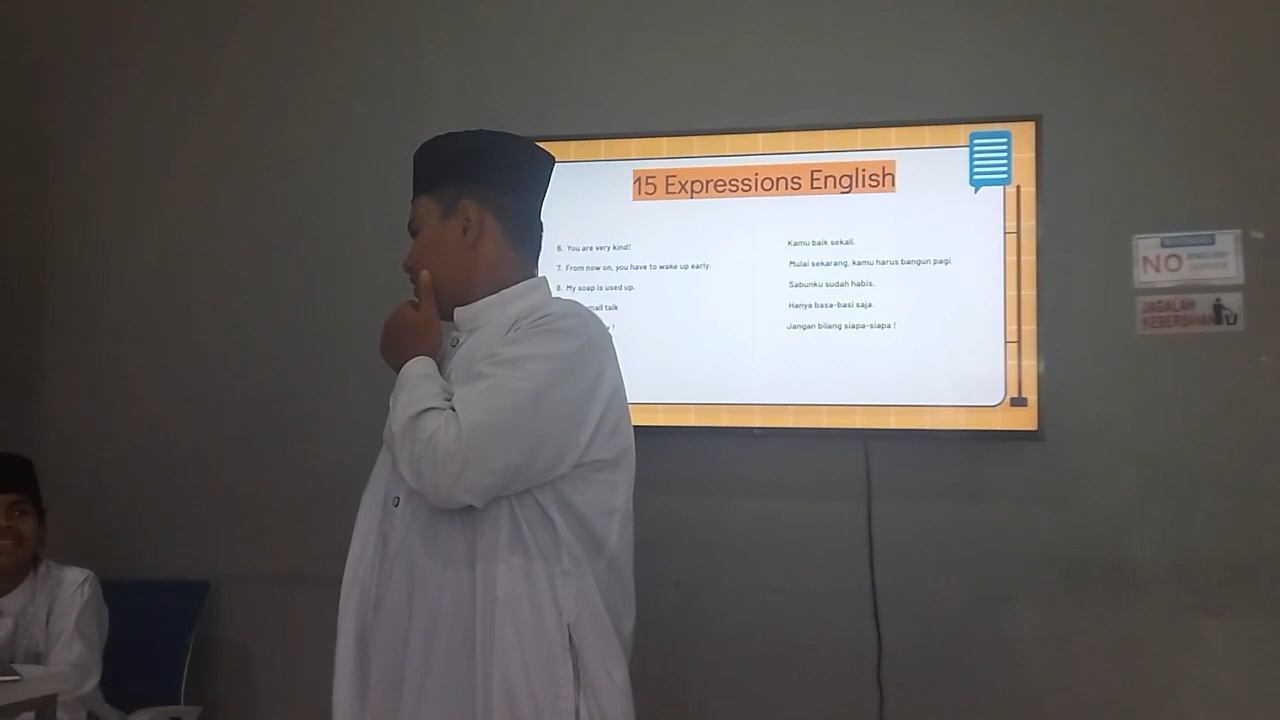 15 Expressions English
6. You are very kind!
7. From now on, you have to wake up early.
8. My soap is used up.
mall talk
y !
Kamu baik sekali.
Mulai sekarang, kamu harus bangun pagi.
Sabunku sudah habis.
Hanya basa-basi saja.
Jangan bilang siapa-siapa !
NO
JAGALAH
KEBERSIHAN